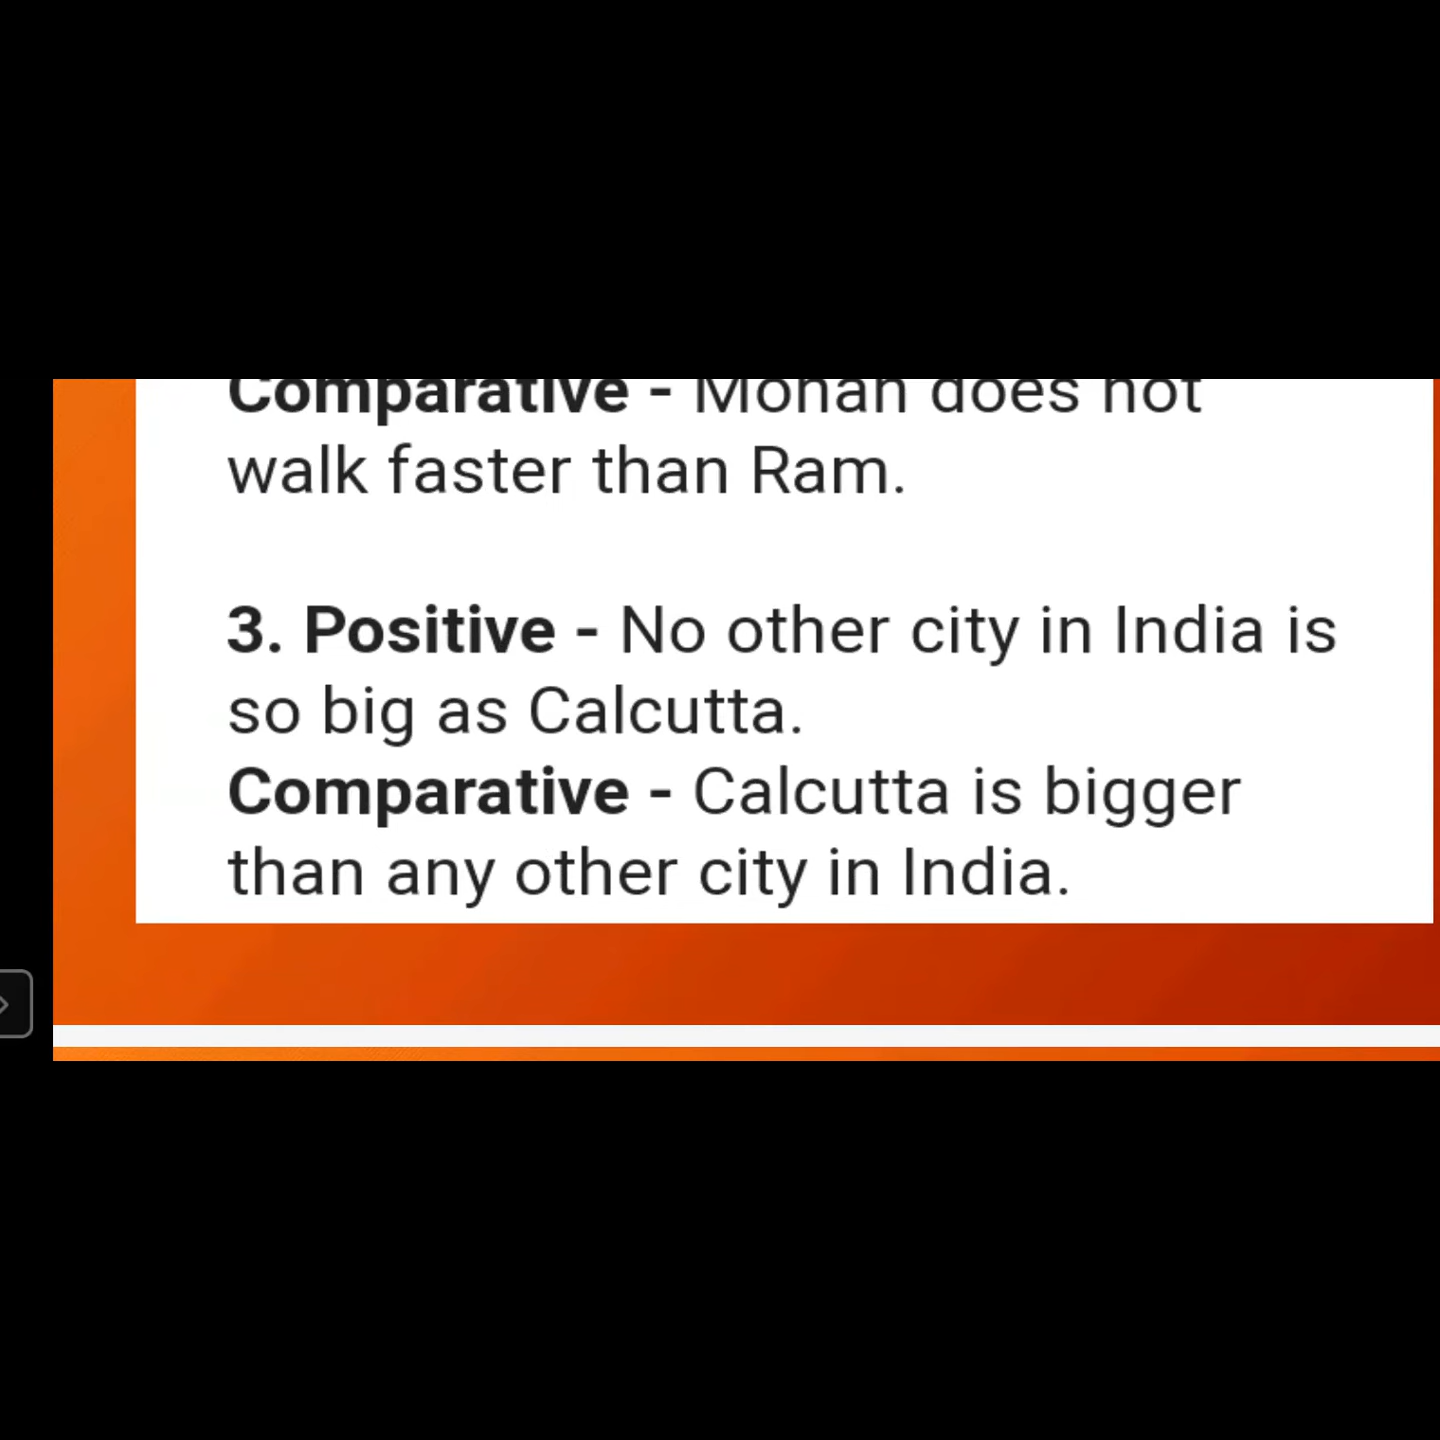 Comparative - Mohan does not
walk faster than Ram.
3. Positive - No other city in India is
so big as Calcutta.
Comparative - Calcutta is bigger
than any other city in India.